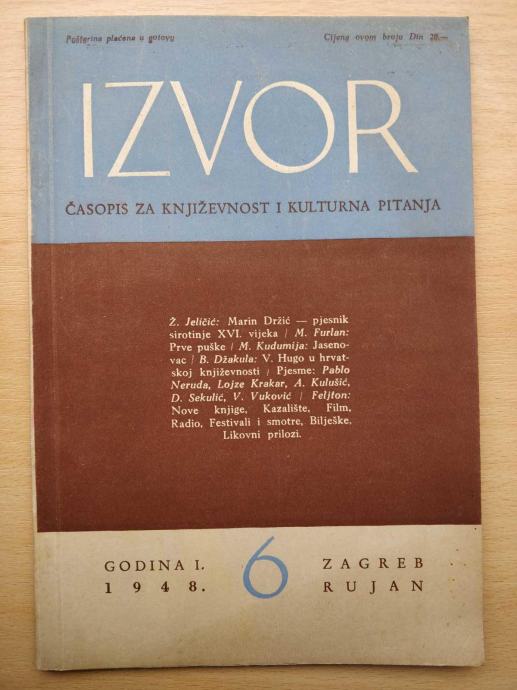 Poštarina plaćena u gotovu
Cijena ovom broju Din 20.—
IZVOR
ČASOPIS ZA KNJIŽEVNOST I KULTURNA PITANJA
Ž. Jeličić: Marin Držić — pjesnik
sirotinje XVI. vijeka / M. Furlan:
Prve puške / M. Kudumija: Jaseno-
vac / B. Džakula: V. Hugo u hrvat-
skoj književnosti / Pjesme: Pablo
Neruda, Lojze Krakar, A. Kulušić,
D. Sekulić, V. Vuković / Feljton:
Nove knjige, Kazalište, Film,
Radio, Festivali i smotre, Bilješke,
Likovni prilozi.
GODINA I.
1948.
6
ZAGREB
RUJAN